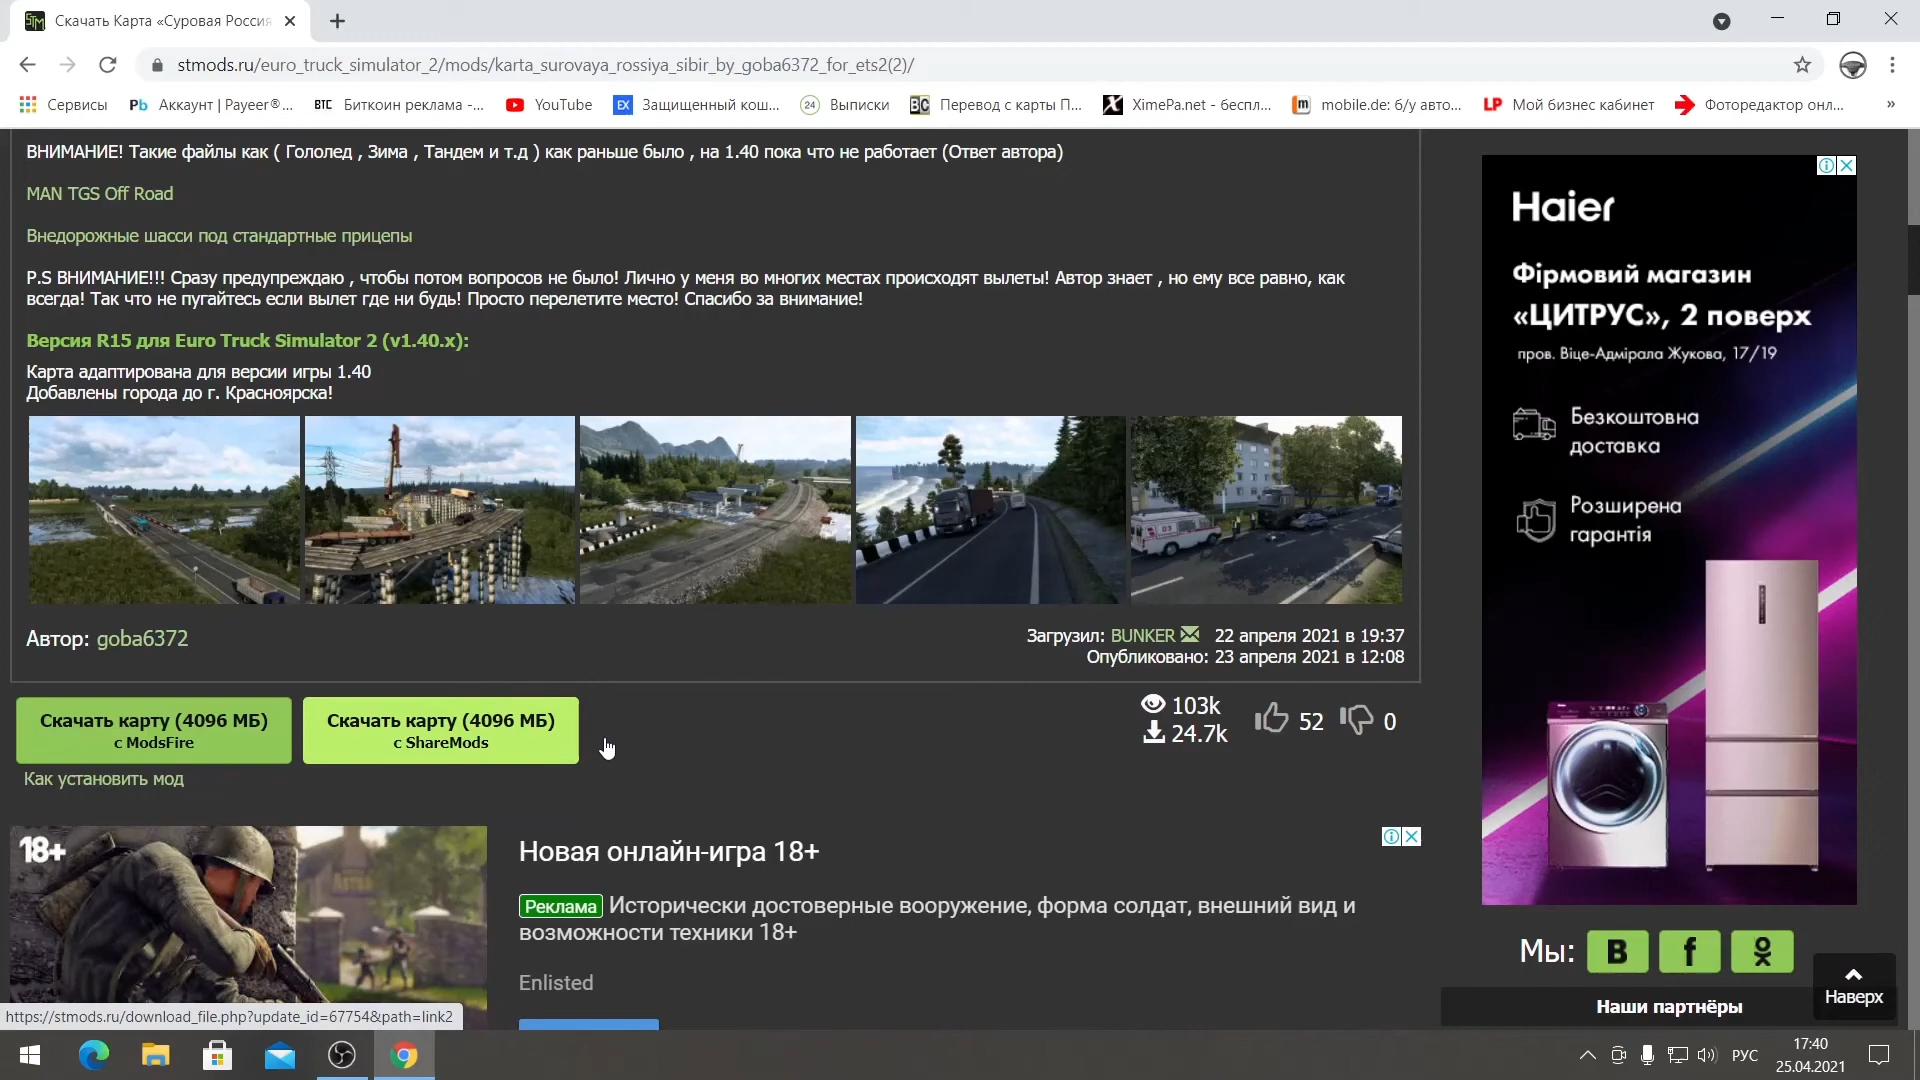 Скачать Карта «Суровая Россия
stmods.ru/euro_truck_simulator_2/mods/karta_surovaya_rossiya_sibir_by_goba6372_for_ets2(2)/
Сервисы
Pb Аккаунт | Payeer®...
BTC Биткоин реклама -...
YouTube
EX Защищенный кош...
24 Выписки
Перевод с карты П...
XimePa.net - беспл...
mobile.de: б/у авто...
LP Мой бизнес кабинет
Фоторедактор онл...
»
ВНИМАНИЕ! Такие файлы как ( Гололед , Зима , Тандем и т.д ) как раньше было , на 1.40 пока что не работает (Ответ автора)
MAN TGS Off Road
Внедорожные шасси под стандартные прицепы
P.S ВНИМАНИЕ!!! Сразу предупреждаю , чтобы потом вопросов не было! Лично у меня во многих местах происходят вылеты! Автор знает , но ему все равно, как
всегда! Так что не пугайтесь если вылет где ни будь! Просто перелетите место! Спасибо за внимание!
Версия R15 для Euro Truck Simulator 2 (v1.40.x):
Карта адаптирована для версии игры 1.40
Добавлены города до г. Красноярска!
Автор: goba6372
Загрузил: BUNKER 22 апреля 2021 в 19:37
Опубликовано: 23 апреля 2021 в 12:08
Скачать карту (4096 МБ)
с ModsFire
Скачать карту (4096 МБ)
с ShareMods
103k
24.7k
52
0
Как установить мод
18+
Новая онлайн-игра 18+
Реклама Исторически достоверные вооружение, форма солдат, внешний вид и
возможности техники 18+
Enlisted
Haier
Фірмовий магазин
«ЦИТРУС», 2 поверх
пров. Віце-Адмірала Жукова, 17/19
Безкоштовна
доставка
Розширена
гарантія
Мы:
Наверх
Наши партнёры
https://stmods.ru/download_file.php?update_id=67754&path=link2
РУС
17:40
25.04.2021